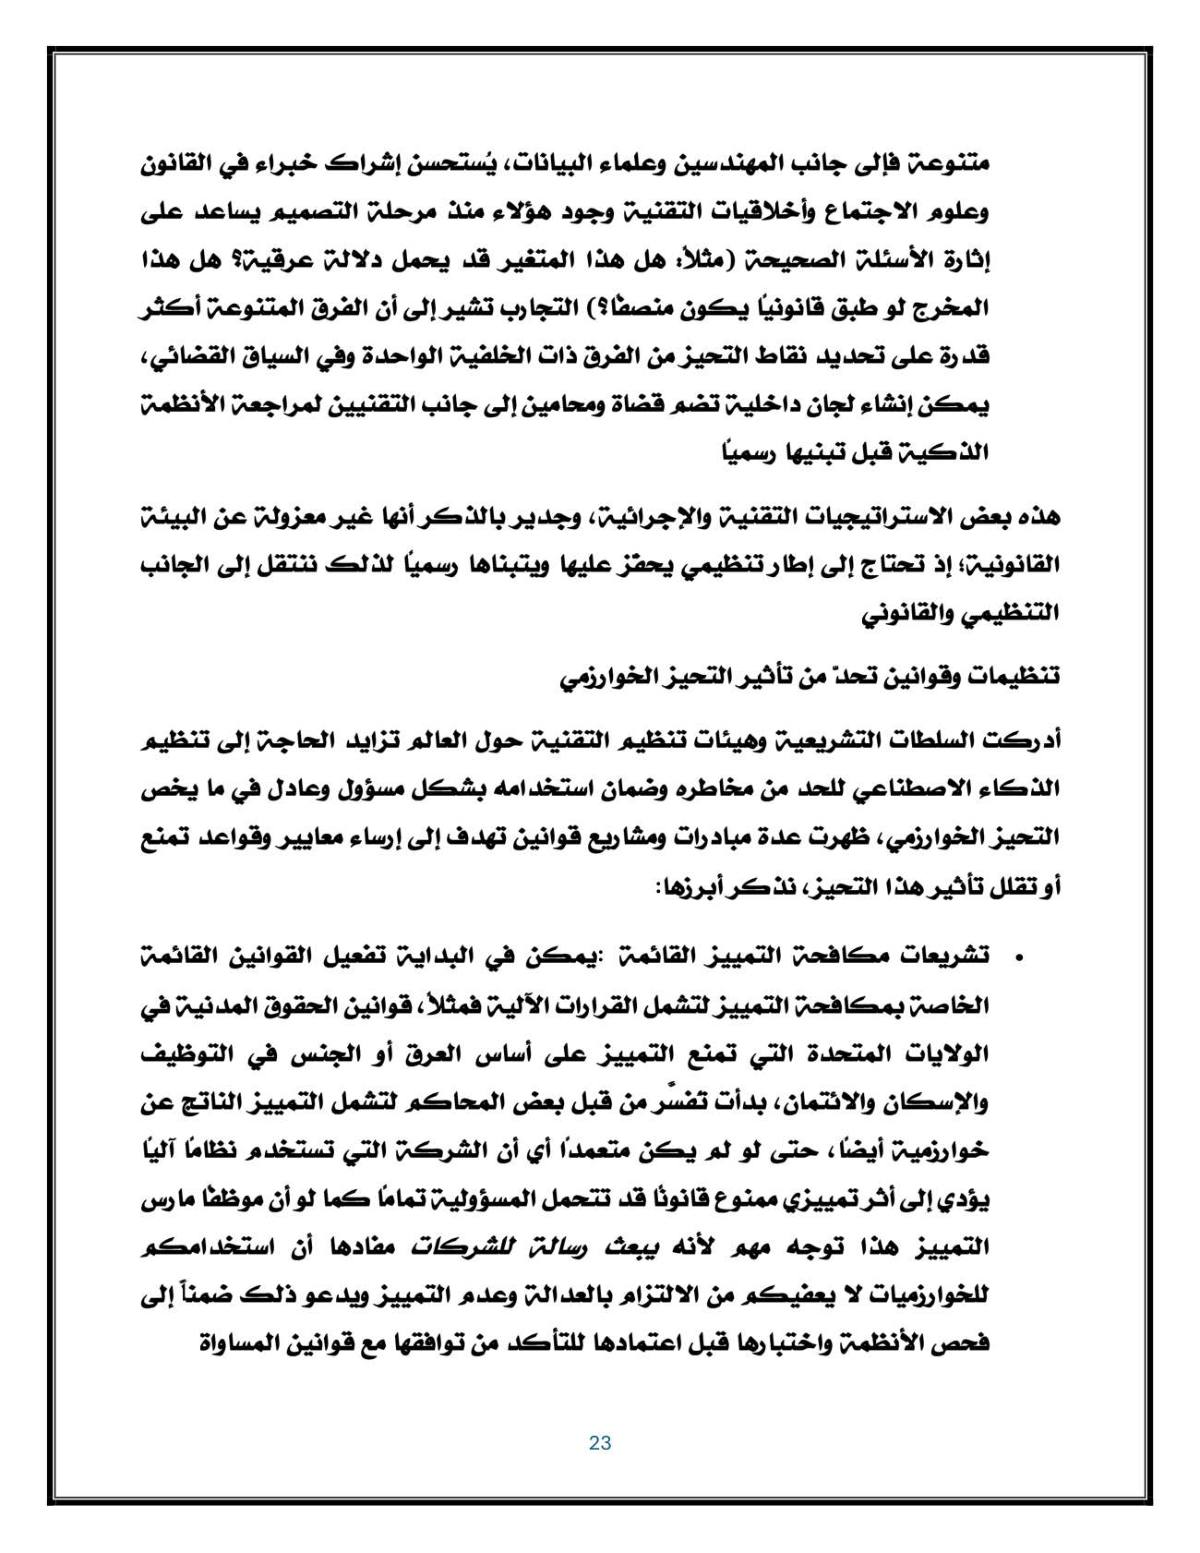 متنوعة فإلى جانب المهندسين وعلماء البيانات، يُستحسن إشراك خبراء في القانون
وعلوم الاجتماع وأخلاقيات التقنية وجود هؤلاء منذ مرحلة التصميم يساعد على
إثارة الأسئلة الصحيحة (مثلاً: هل هذا المتغير قد يحمل دلالة عرقية؟ هل هذا
المخرج لو طبق قانونياً يكون منصفاً؟) التجارب تشير إلى أن الفرق المتنوعة أكثر
قدرة على تحديد نقاط التحيز من الفرق ذات الخلفية الواحدة وفي السياق القضائي،
يمكن إنشاء لجان داخلية تضم قضاة ومحامين إلى جانب التقنيين لمراجعة الأنظمة
الذكية قبل تبنيها رسمياً
هذه بعض الاستراتيجيات التقنية والإجرائية، وجدير بالذكر أنها غير معزولة عن البيئة
القانونية؛ إذ تحتاج إلى إطار تنظيمي يحفّز عليها ويتبناها رسمياً لذلك ننتقل إلى الجانب
التنظيمي والقانوني
تنظيمات وقوانين تحدّ من تأثير التحيز الخوارزمي
أدركت السلطات التشريعية وهيئات تنظيم التقنية حول العالم تزايد الحاجة إلى تنظيم
الذكاء الاصطناعي للحد من مخاطره وضمان استخدامه بشكل مسؤول وعادل في ما يخص
التحيز الخوارزمي، ظهرت عدة مبادرات ومشاريع قوانين تهدف إلى إرساء معايير وقواعد تمنع
أو تقلل تأثير هذا التحيز، نذكر أبرزها:
• تشريعات مكافحة التمييز القائمة :يمكن في البداية تفعيل القوانين القائمة
الخاصة بمكافحة التمييز لتشمل القرارات الآلية فمثلاً، قوانين الحقوق المدنية في
الولايات المتحدة التي تمنع التمييز على أساس العرق أو الجنس في التوظيف
والإسكان والائتمان، بدأت تفسَّر من قبل بعض المحاكم لتشمل التمييز الناتج عن
خوارزمية أيضاً، حتى لو لم يكن متعمداً أي أن الشركة التي تستخدم نظاماً آلياً
يؤدي إلى أثر تمييزي ممنوع قانوناً قد تتحمل المسؤولية تماماً كما لو أن موظفاً مارس
التمييز هذا توجه مهم لأنه يبعث رسالة للشركات مفادها أن استخدامكم
للخوارزميات لا يعفيكم من الالتزام بالعدالة وعدم التمييز ويدعو ذلك ضمناً إلى
فحص الأنظمة واختبارها قبل اعتمادها للتأكد من توافقها مع قوانين المساواة
23